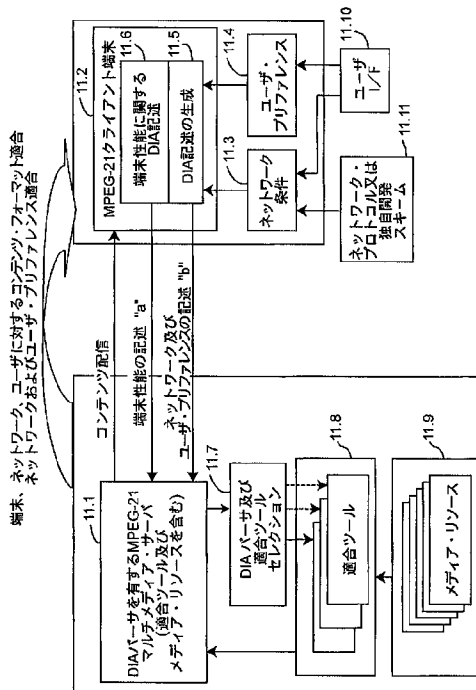 端末、ネットワーク、ユーザに対するコンテンツ・フォーマット適合
ネットワークおよびユーザ・プリファレンス適合
11.1
DIAパーサを有するMPEG-21
マルチメディア・サーバ
(適合ツール及び
メディア・リソースを含む)
コンテンツ配信
端末性能の記述 "a"
ネットワーク及び
ユーザ・プリファレンスの記述 "b"
11.2
MPEG-21クライアント端末
11.6
端末性能に関する
DIA記述
11.5
DIA記述の生成
11.3
ネットワーク
条件
11.4
ユーザ・
プリファレンス
11.7
DIAパーサ及び
適合ツール
セレクション
11.8
適合ツール
11.9
メディア・リソース
11.10
ユーザ
I/F
11.11
ネットワーク・
プロトコル又は
独自開発
スキーム